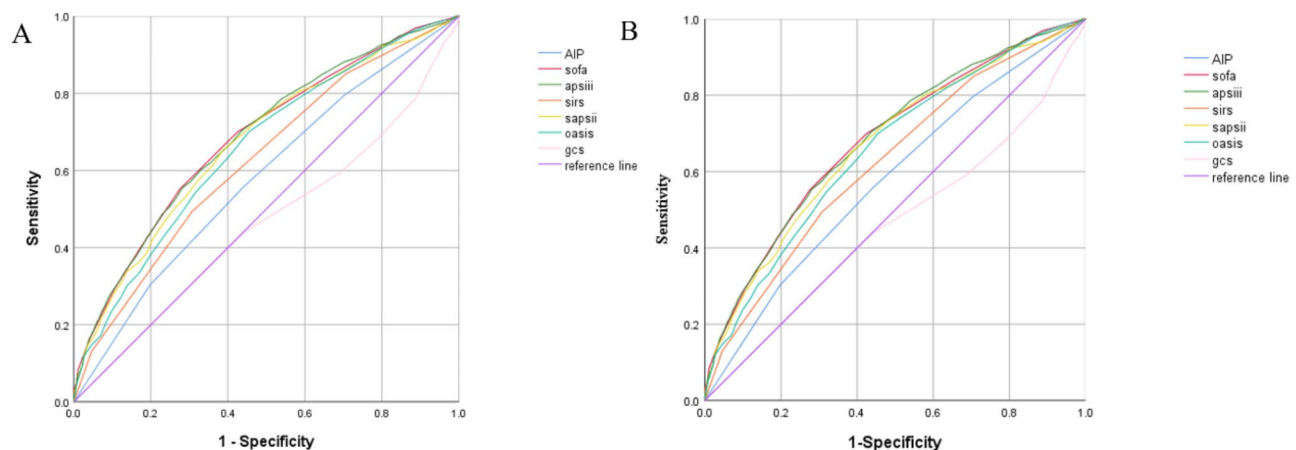 A
1.0
0.8
0.6
0.4
0.2
0.0
Sensitivity
0.0 0.2 0.4 0.6 0.8 1.0
1 - Specificity
AIP
sofa
apsiii
sirs
sapsii
oasis
gcs
reference line
B
1.0
0.8
0.6
0.4
0.2
0.0
Sensitivity
0.0 0.2 0.4 0.6 0.8 1.0
1-Specificity
AIP
sofa
apsiii
sirs
sapsii
oasis
gcs
reference line